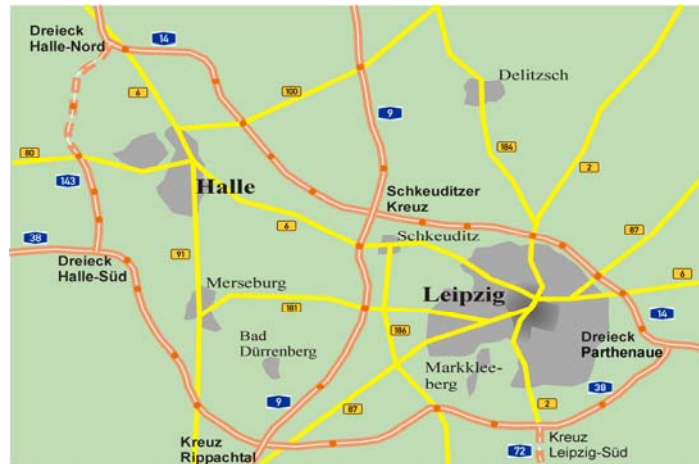 Dreieck
Halle-Nord
14
Delitzsch
6
100
9
184
2
80
143
Halle
Schkeuditzer
Kreuz
38
6
87
91
Schkeuditz
6
Dreieck
Halle-Süd
Merseburg
181
Leipzig
14
186
Dreieck
Parthenaue
Bad
Dürrenberg
Markklee-
berg
38
9
87
2
Kreuz
Rippachtal
72
Kreuz
Leipzig-Süd